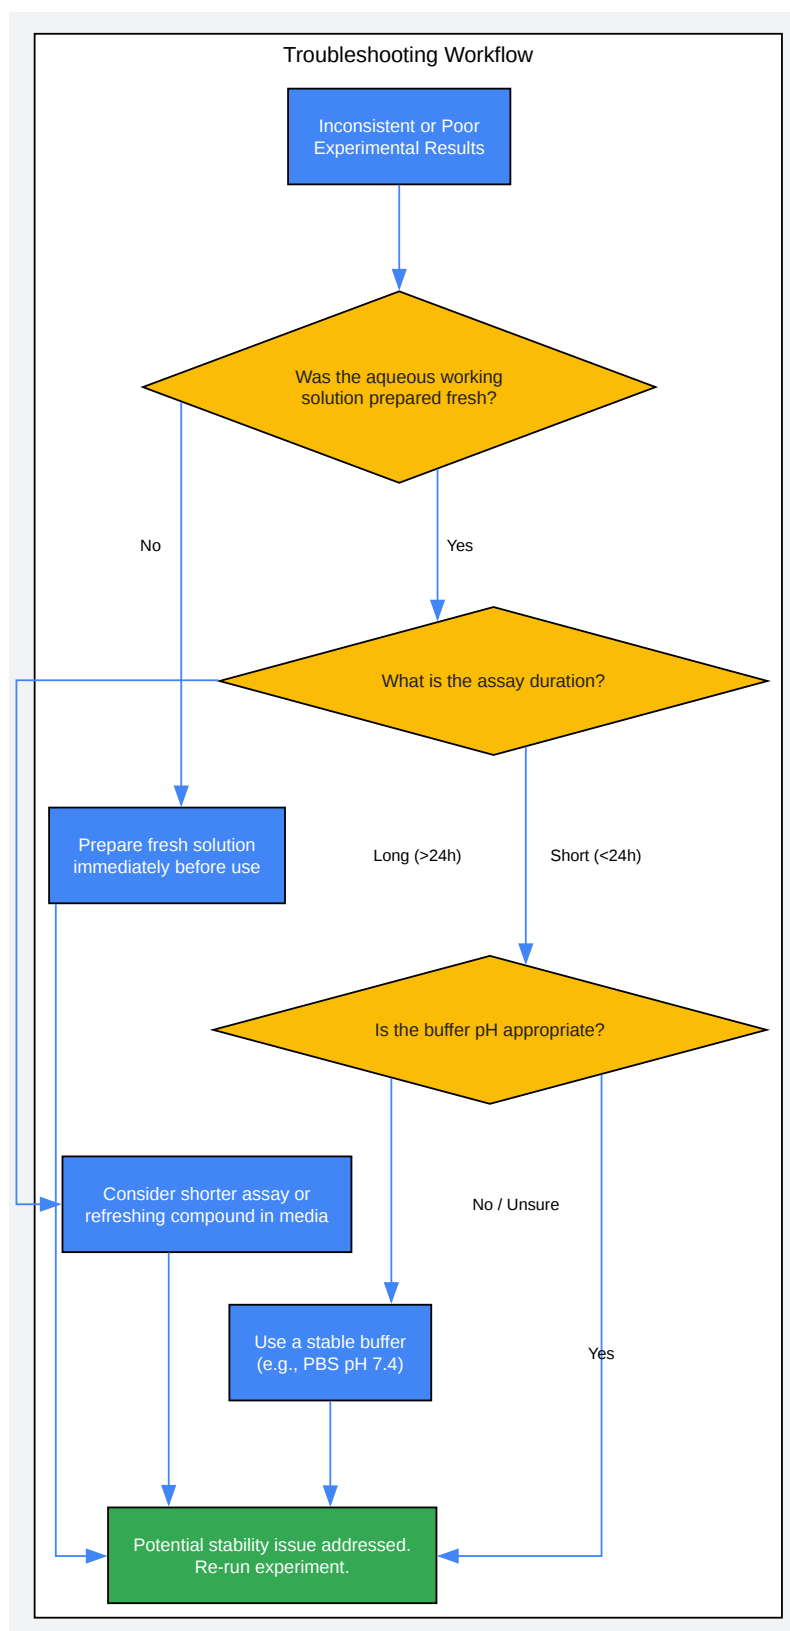 Troubleshooting Workflow
Inconsistent or Poor
Experimental Results
Was the aqueous working
solution prepared fresh?
No
Yes
What is the assay duration?
Prepare fresh solution
immediately before use
Long (>24h)
Short (<24h)
Is the buffer pH appropriate?
Consider shorter assay or
refreshing compound in media
No / Unsure
Use a stable buffer
(e.g., PBS pH 7.4)
Yes
Potential stability issue addressed.
Re-run experiment.